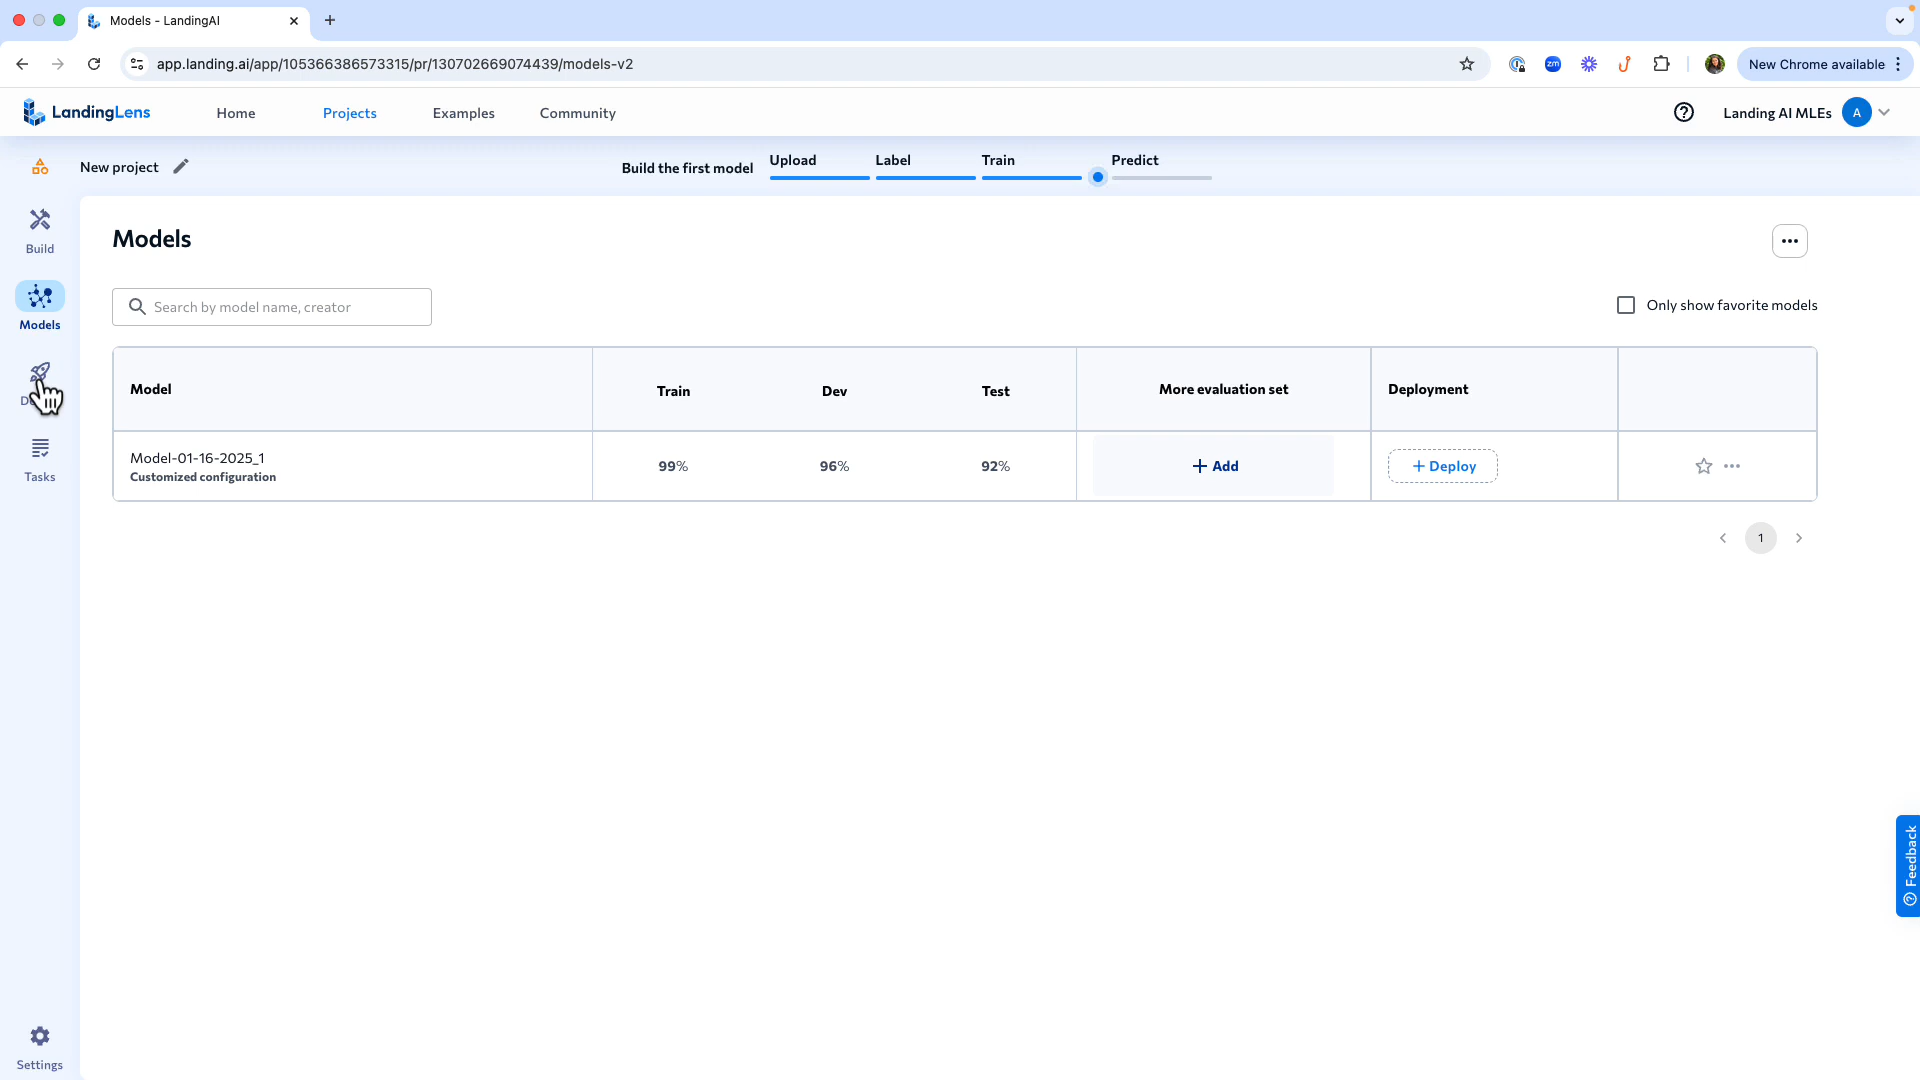 Models - LandingAI
app.landing.ai/app/105366386573315/pr/130702669074439/models-v2
zm
New Chrome available
LandingLens
Home
Projects
Examples
Community
Landing AI MLEs
A
New project
Build the first model
Upload
Label
Train
Predict
Build
Models
Tasks
Settings
Models
Search by model name, creator
Only show favorite models
Model
Train
Dev
Test
More evaluation set
Deployment
Model-01-16-2025_1
Customized configuration
99%
96%
92%
+ Add
+ Deploy
1
Feedback